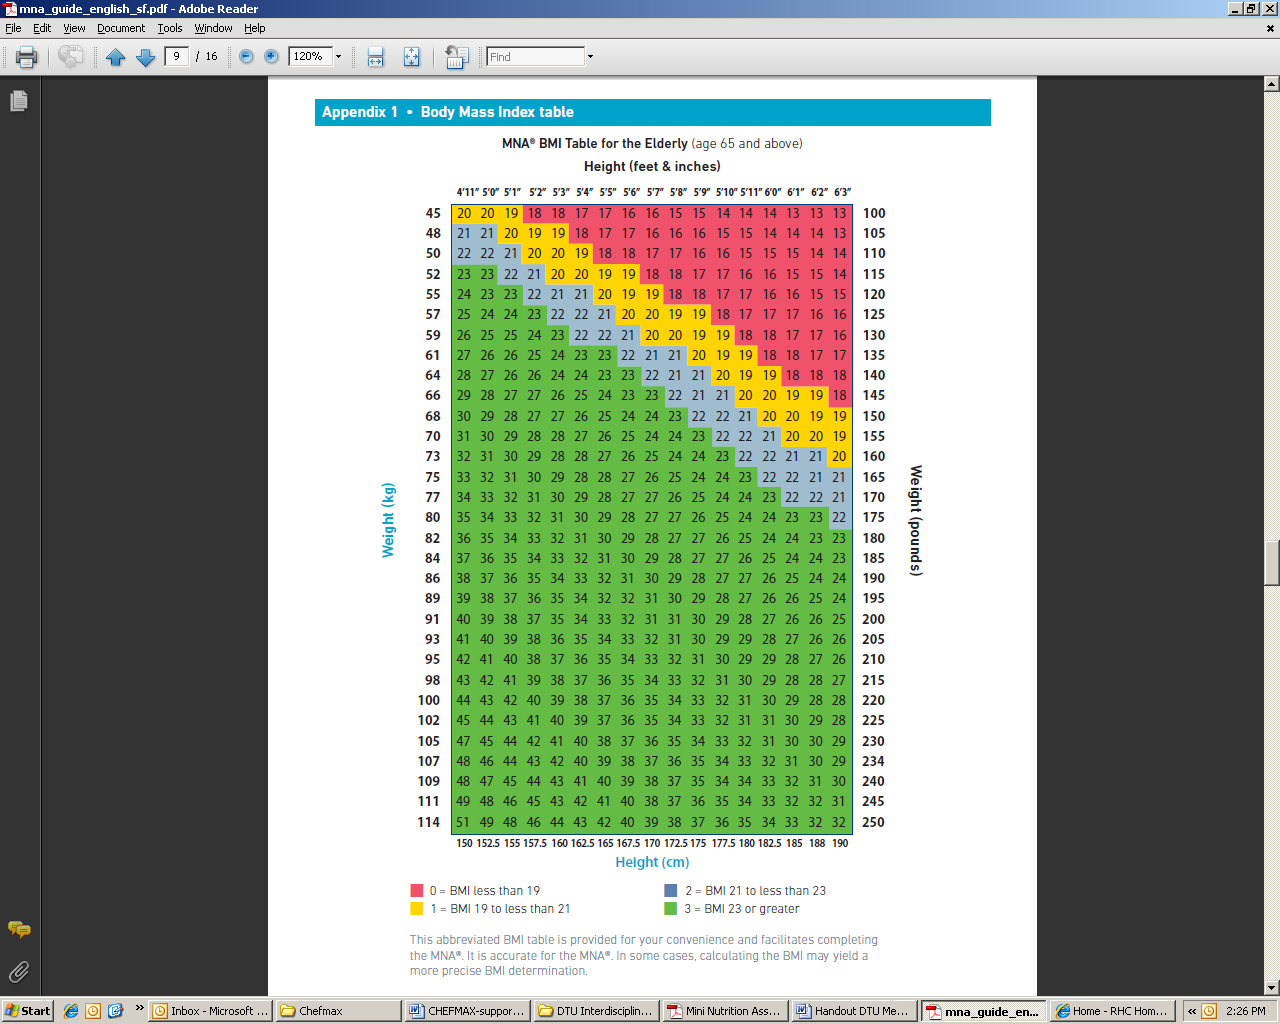 mna_guide_english_sf.pdf - Adobe Reader
File Edit View Document Tools Window Help
9 / 16 120% Find
Appendix 1 • Body Mass Index table
MNA® BMI Table for the Elderly (age 65 and above)
Height (feet & inches)
4'11" 5'0" 5'1" 5'2" 5'3" 5'4" 5'5" 5'6" 5'7" 5'8" 5'9" 5'10" 5'11" 6'0" 6'1" 6'2" 6'3"
45 20 20 19 18 18 17 17 16 16 15 15 14 14 14 13 13 13 100
48 21 21 20 19 19 18 17 17 16 16 16 15 15 14 14 14 13 105
50 22 22 21 20 20 19 18 18 17 17 16 16 15 15 15 14 14 110
52 23 23 22 21 20 20 19 19 18 18 17 17 16 16 15 15 14 115
55 24 23 23 22 21 21 20 19 19 18 18 17 17 16 16 15 15 120
57 25 24 24 23 22 22 21 20 20 19 19 18 17 17 17 16 16 125
59 26 25 25 24 23 22 22 21 20 20 19 19 18 18 17 17 16 130
61 27 26 26 25 24 23 23 22 21 21 20 19 19 18 18 17 17 135
64 28 27 26 26 24 24 23 23 22 21 21 20 19 19 18 18 18 140
66 29 28 27 27 26 25 24 23 23 22 21 21 20 20 19 19 18 145
68 30 29 28 27 27 26 25 24 24 23 22 22 21 20 20 19 19 150
70 31 30 29 28 28 27 26 25 24 24 23 22 22 21 20 20 19 155
73 32 31 30 29 28 28 27 26 25 24 24 23 22 22 21 21 20 160
75 33 32 31 30 29 28 28 27 26 25 24 24 23 22 22 21 21 165
77 34 33 32 31 30 29 28 27 27 26 25 24 24 23 22 22 21 170
80 35 34 33 32 31 30 29 28 27 27 26 25 24 24 23 23 22 175
82 36 35 34 33 32 31 30 29 28 27 27 26 25 24 24 23 23 180
84 37 36 35 34 33 32 31 30 29 28 27 27 26 25 24 24 23 185
86 38 37 36 35 34 33 32 31 30 29 28 27 27 26 25 24 24 190
89 39 38 37 36 35 34 32 32 31 30 29 28 27 26 26 25 24 195
91 40 39 38 37 35 34 33 32 31 31 30 29 28 27 26 26 25 200
93 41 40 39 38 36 35 34 33 32 31 30 29 29 28 27 26 26 205
95 42 41 40 38 37 36 35 34 33 32 31 30 29 29 28 27 26 210
98 43 42 41 39 38 37 36 35 34 33 32 31 30 29 28 28 27 215
100 44 43 42 40 39 38 37 36 35 34 33 32 31 30 29 28 28 220
102 45 44 43 41 40 39 37 36 35 34 33 32 31 31 30 29 28 225
105 47 45 44 42 41 40 38 37 36 35 34 33 32 31 30 30 29 230
107 48 46 44 43 42 40 39 38 37 36 35 34 33 32 31 30 29 234
109 48 47 45 44 43 41 40 39 38 37 35 34 34 33 32 31 30 240
111 49 48 46 45 43 42 41 40 38 37 36 35 34 33 32 32 31 245
114 51 49 48 46 44 43 42 40 39 38 37 36 35 34 33 32 32 250
Weight (kg)
Weight (pounds)
150 152.5 155 157.5 160 162.5 165 167.5 170 172.5 175 177.5 180 182.5 185 188 190
Height (cm)
0 = BMI less than 19 2 = BMI 21 to less than 23
1 = BMI 19 to less than 21 3 = BMI 23 or greater
This abbreviated BMI table is provided for your convenience and facilitates completing
the MNA®. It is accurate for the MNA®. In some cases, calculating the BMI may yield a
more precise BMI determination.
Start » Inbox - Microsoft ... Chefmax CHEFMAX-suppor... DTU Interdisciplin... Mini Nutrition Ass... Handout DTU Me... mna_guide_en... Home - RHC Hom... « 2:26 PM